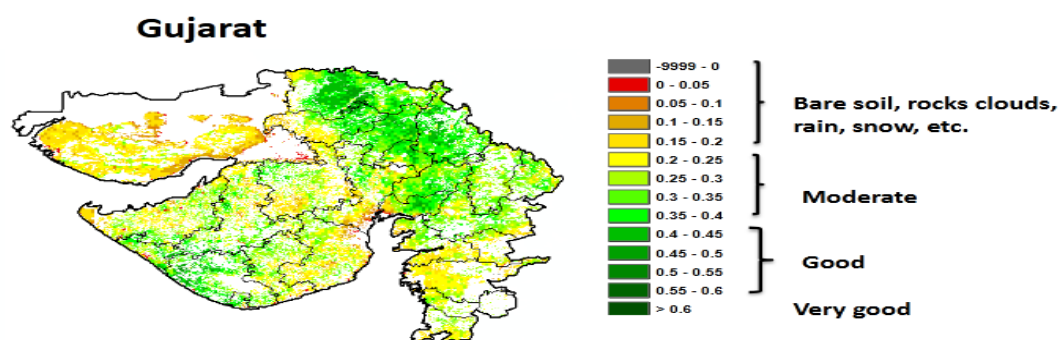 Gujarat
-9999 - 0
0 - 0.05
0.05 - 0.1
0.1 - 0.15
0.15 - 0.2
0.2 - 0.25
0.25 - 0.3
0.3 - 0.35
0.35 - 0.4
0.4 - 0.45
0.45 - 0.5
0.5 - 0.55
0.55 - 0.6
> 0.6
Bare soil, rocks clouds,
rain, snow, etc.
Moderate
Good
Very good